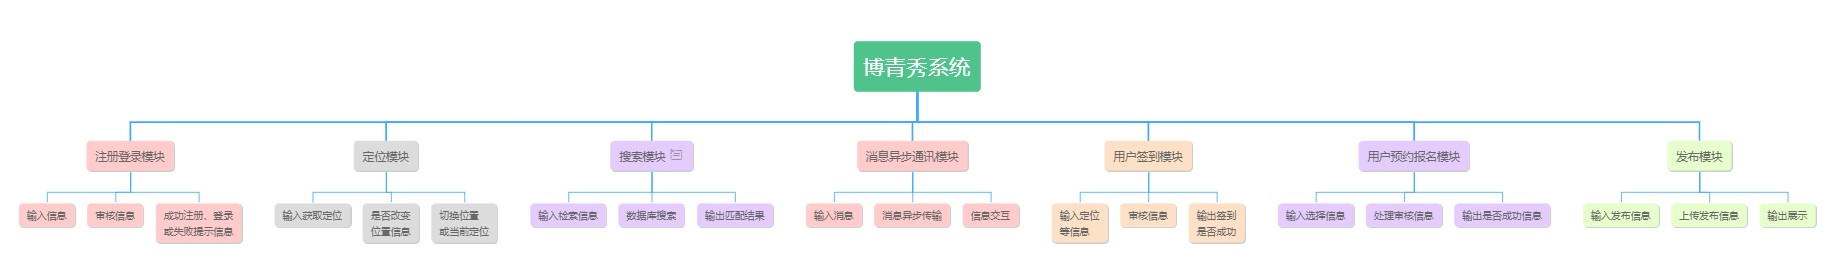 博青秀系统
注册登录模块
定位模块
搜索模块
消息异步通讯模块
用户签到模块
用户预约报名模块
发布模块
输入信息
审核信息
成功注册、登录
或失败提示信息
输入获取定位
是否改变
位置信息
切换位置
或当前定位
输入检索信息
数据库搜索
输出匹配结果
输入消息
消息异步传输
信息交互
输入定位
等信息
审核信息
输出签到
是否成功
输入选择信息
处理审核信息
输出是否成功信息
输入发布信息
上传发布信息
输出展示